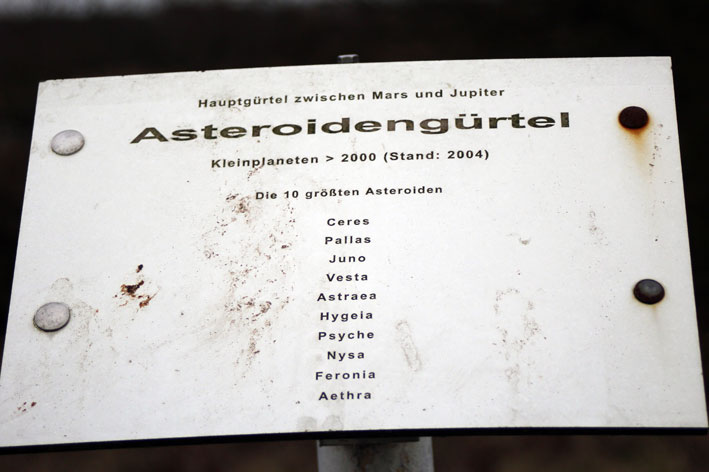 Hauptgürtel zwischen Mars und Jupiter
Asteroidengürtel
Kleinplaneten > 2000 (Stand: 2004)
Die 10 größten Asteroiden
Ceres
Pallas
Juno
Vesta
Astraea
Hygeia
Psyche
Nysa
Feronia
Aethra